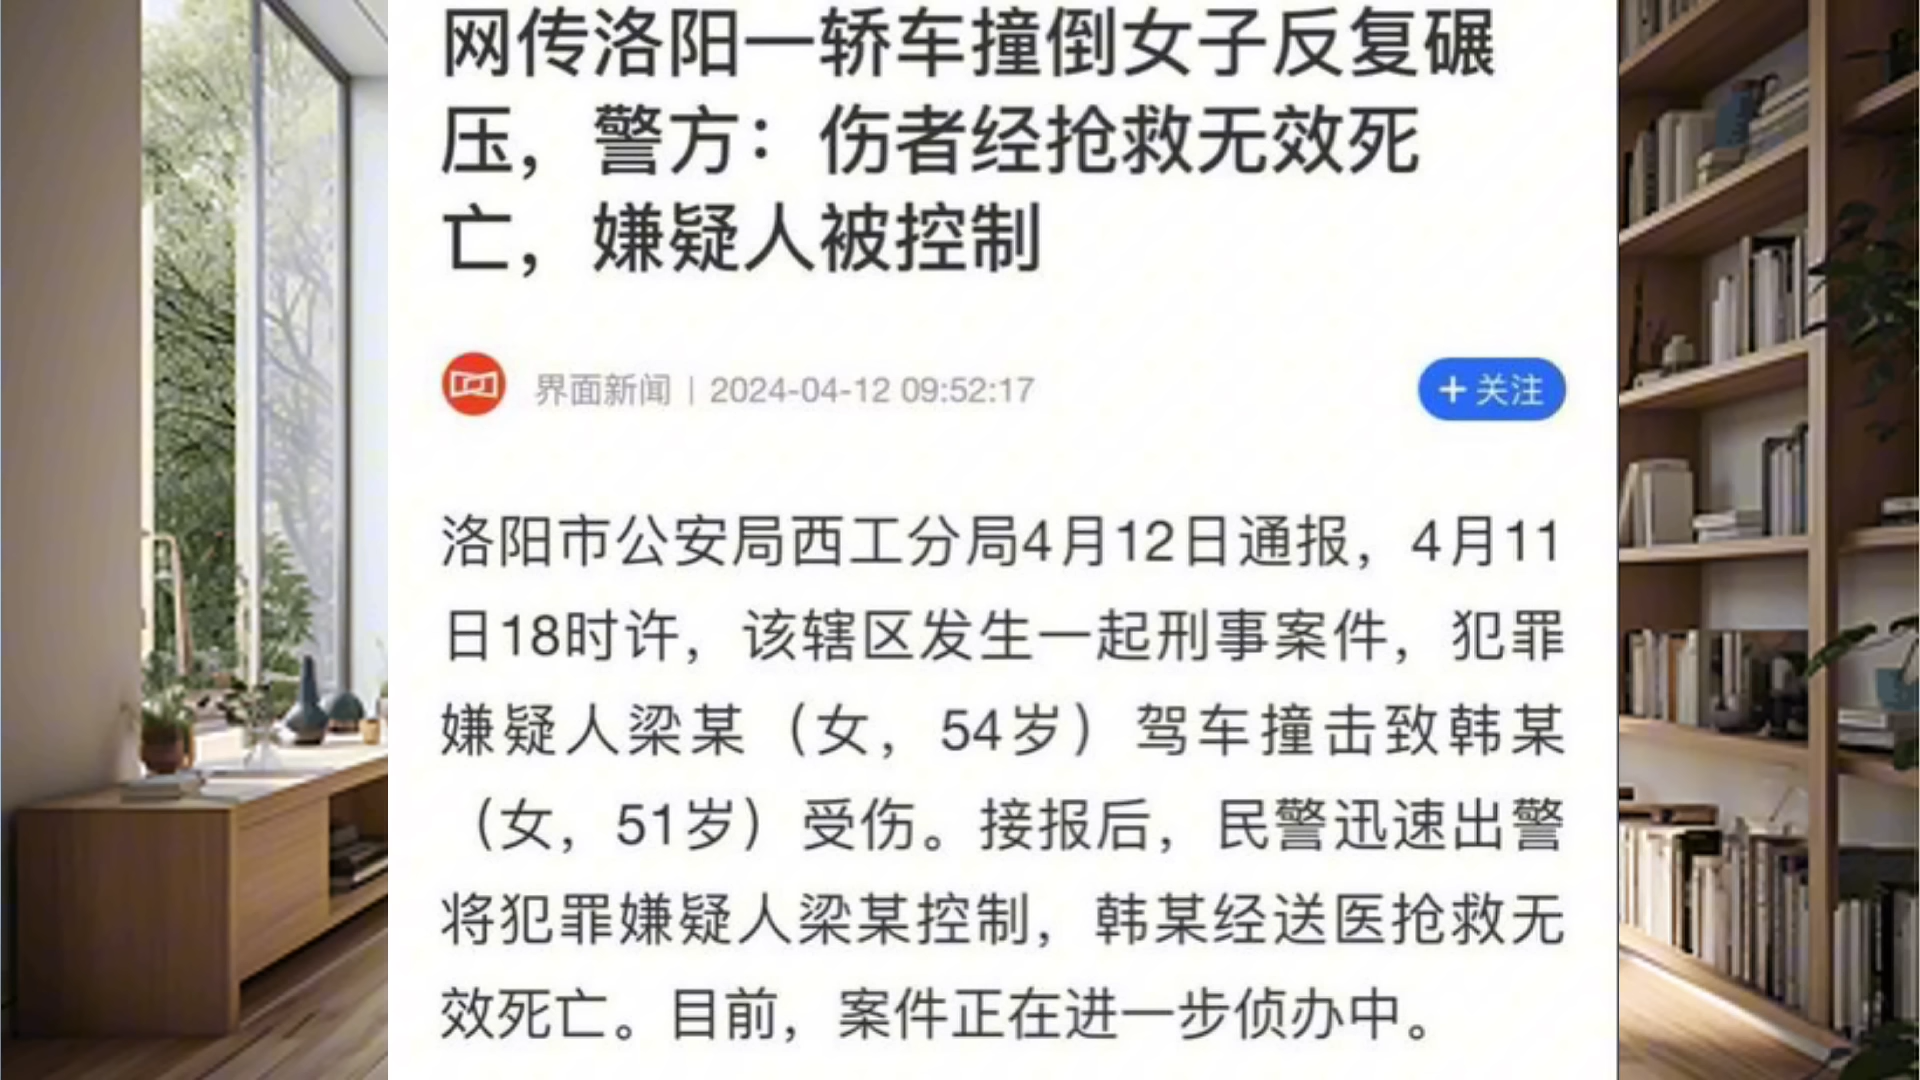 网传洛阳一轿车撞倒女子反复碾
压，警方：伤者经抢救无效死
亡，嫌疑人被控制
界面新闻 | 2024-04-12 09:52:17
+关注
洛阳市公安局西工分局4月12日通报，4月11
日18时许，该辖区发生一起刑事案件，犯罪
嫌疑人梁某（女，54岁）驾车撞击致韩某
（女，51岁）受伤。接报后，民警迅速出警
将犯罪嫌疑人梁某控制，韩某经送医抢救无
效死亡。目前，案件正在进一步侦办中。